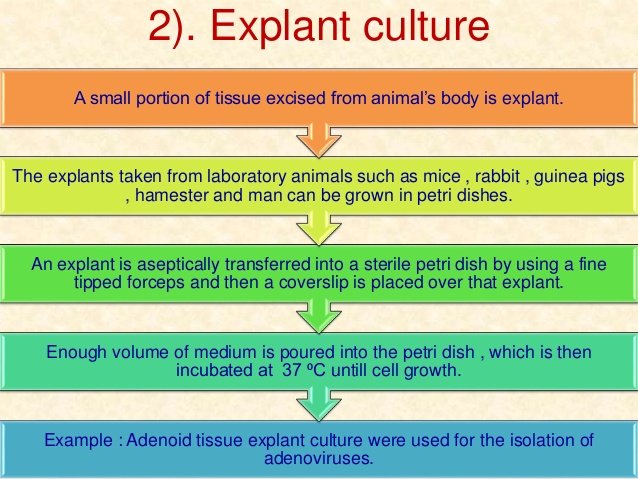 2). Explant culture
A small portion of tissue excised from animal's body is explant.
The explants taken from laboratory animals such as mice , rabbit , guinea pigs
, hamester and man can be grown in petri dishes.
An explant is aseptically transferred into a sterile petri dish by using a fine
tipped forceps and then a coverslip is placed over that explant.
Enough volume of medium is poured into the petri dish , which is then
incubated at 37 ºC untill cell growth.
Example : Adenoid tissue explant culture were used for the isolation of
adenoviruses.